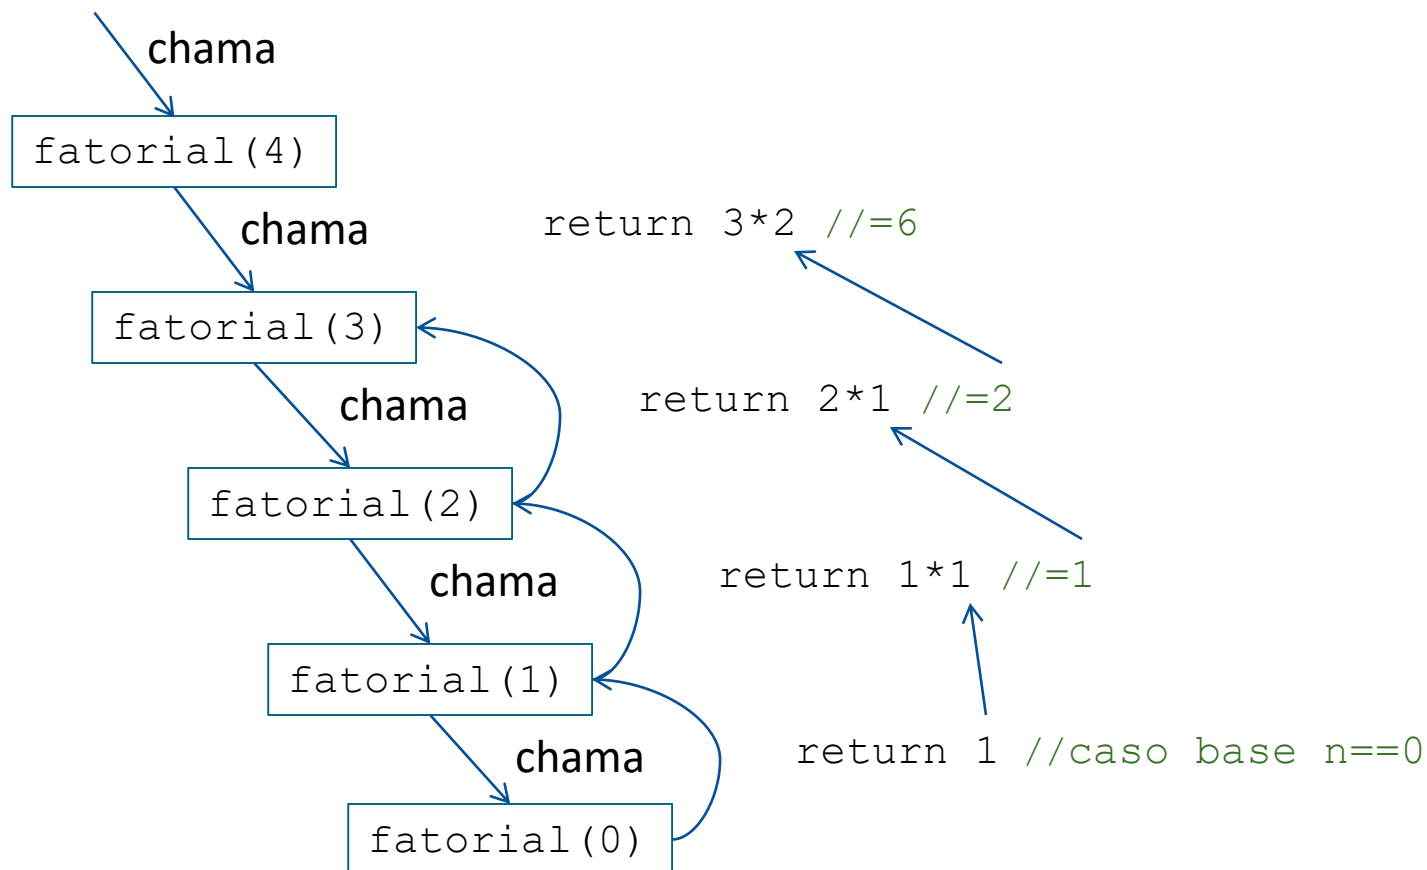 chama
fatorial(4)
chama
return 3*2 //=6
fatorial(3)
chama
return 2*1 //=2
fatorial(2)
chama
return 1*1 //=1
fatorial(1)
chama
return 1 //caso base n==0
fatorial(0)